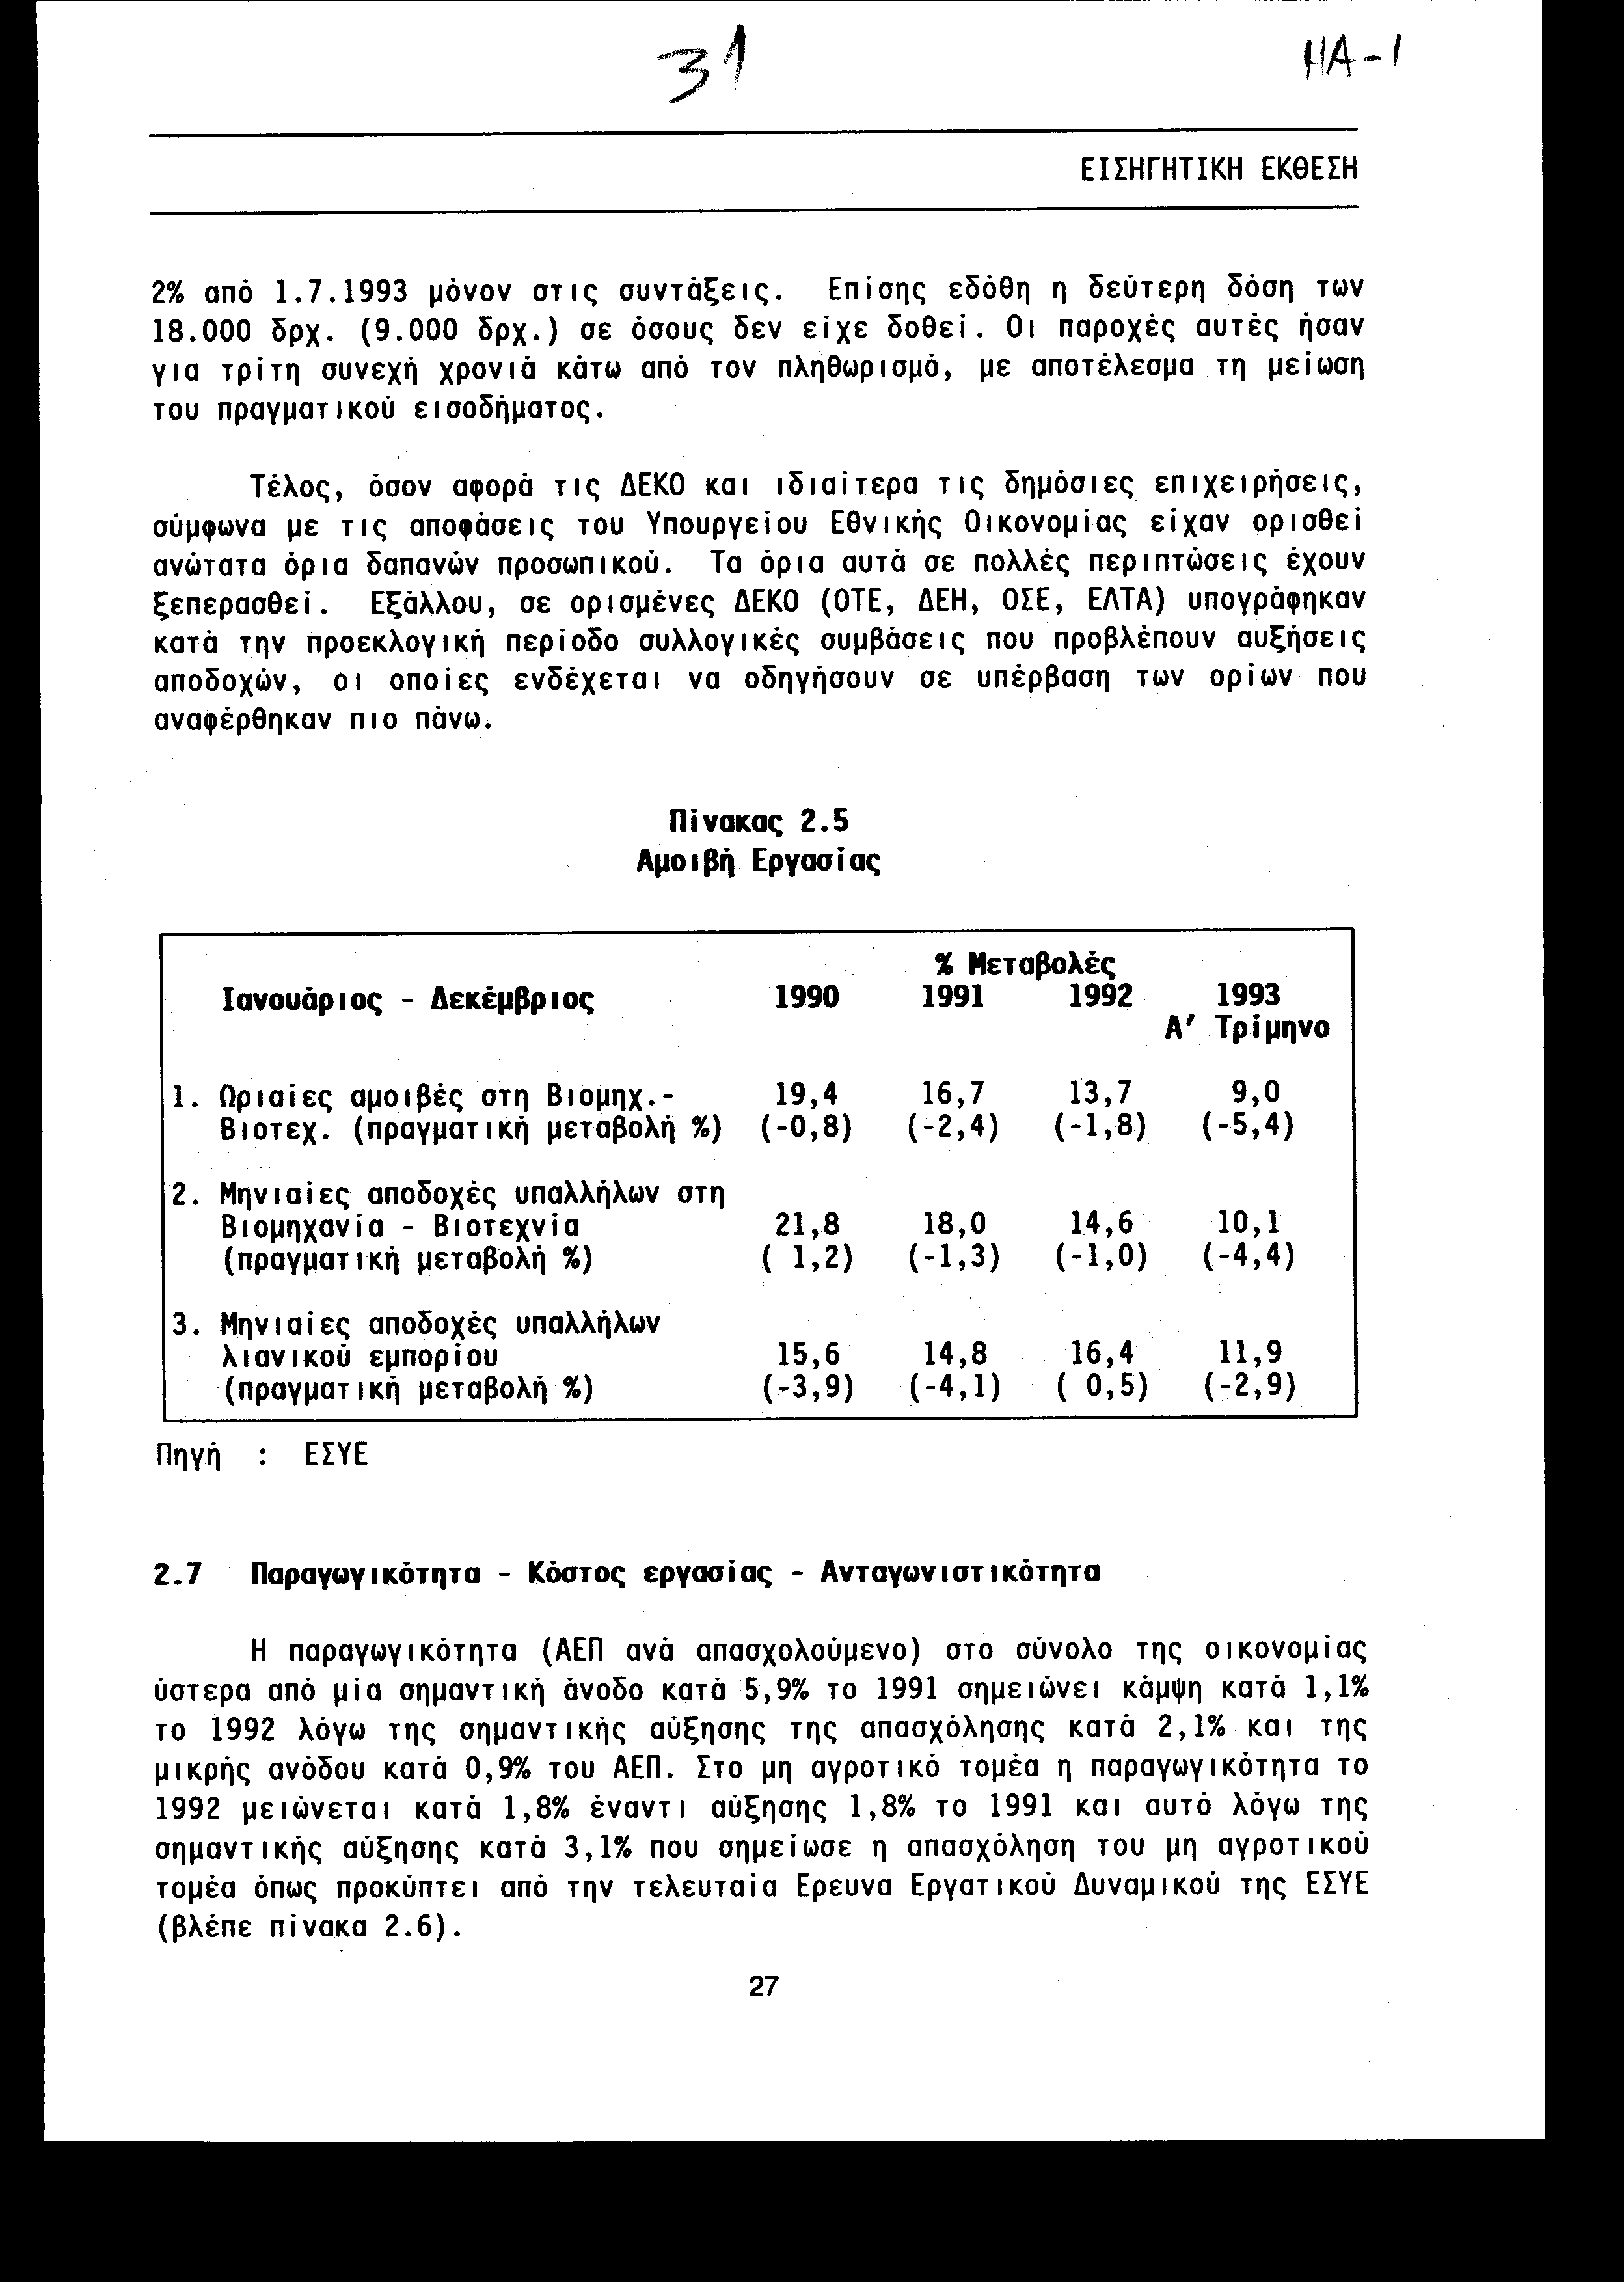 31
ΗΑ-1
ΕΙΣΗΓΗΤΙΚΗ ΕΚΘΕΣΗ
2% από 1.7.1993 μόνον στις συντάξεις. Επίσης εδόθη η δεύτερη δόση των
18.000 δρχ. (9.000 δρχ.) σε όσους δεν είχε δοθεί. Οι παροχές αυτές ήσαν
για τρίτη συνεχή χρονιά κάτω από τον πληθωρισμό, με αποτέλεσμα τη μείωση
του πραγματικού εισοδήματος.
Τέλος, όσον αφορά τις ΔΕΚΟ και ιδιαίτερα τις δημόσιες επιχειρήσεις,
σύμφωνα με τις αποφάσεις του Υπουργείου Εθνικής Οικονομίας είχαν ορισθεί
ανώτατα όρια δαπανών προσωπικού. Τα όρια αυτά σε πολλές περιπτώσεις έχουν
ξεπερασθεί. Εξάλλου, σε ορισμένες ΔΕΚΟ (ΟΤΕ, ΔΕΗ, ΟΣΕ, ΕΛΤΑ) υπογράφηκαν
κατά την προεκλογική περίοδο συλλογικές συμβάσεις που προβλέπουν αυξήσεις
αποδοχών, οι οποίες ενδέχεται να οδηγήσουν σε υπέρβαση των ορίων που
αναφέρθηκαν πιο πάνω.
Πίνακας 2.5
Αμοιβή Εργασίας
% Μεταβολές
Ιανουάριος - Δεκέμβριος 1990 1991 1992 1993
Α' Τρίμηνο
1. Ωριαίες αμοιβές στη Βιομηχ.- 19,4 16,7 13,7 9,0
Βιοτεχ. (πραγματική μεταβολή %) (-0,8) (-2,4) (-1,8) (-5,4)
2. Μηνιαίες αποδοχές υπαλλήλων στη
Βιομηχανία - Βιοτεχνία 21,8 18,0 14,6 10,1
(πραγματική μεταβολή %) ( 1,2) (-1,3) (-1,0) (-4,4)
3. Μηνιαίες αποδοχές υπαλλήλων
λιανικού εμπορίου 15,6 14,8 16,4 11,9
(πραγματική μεταβολή %) (-3,9) (-4,1) ( 0,5) (-2,9)
Πηγή : ΕΣΥΕ
2.7 Παραγωγικότητα - Κόστος εργασίας - Ανταγωνιστικότητα
Η παραγωγικότητα (ΑΕΠ ανά απασχολούμενο) στο σύνολο της οικονομίας
ύστερα από μία σημαντική άνοδο κατά 5,9% το 1991 σημειώνει κάμψη κατά 1,1%
το 1992 λόγω της σημαντικής αύξησης της απασχόλησης κατά 2,1% και της
μικρής ανόδου κατά 0,9% του ΑΕΠ. Στο μη αγροτικό τομέα η παραγωγικότητα το
1992 μειώνεται κατά 1,8% έναντι αύξησης 1,8% το 1991 και αυτό λόγω της
σημαντικής αύξησης κατά 3,1% που σημείωσε η απασχόληση του μη αγροτικού
τομέα όπως προκύπτει από την τελευταία Ερευνα Εργατικού Δυναμικού της ΕΣΥΕ
(βλέπε πίνακα 2.6).
27